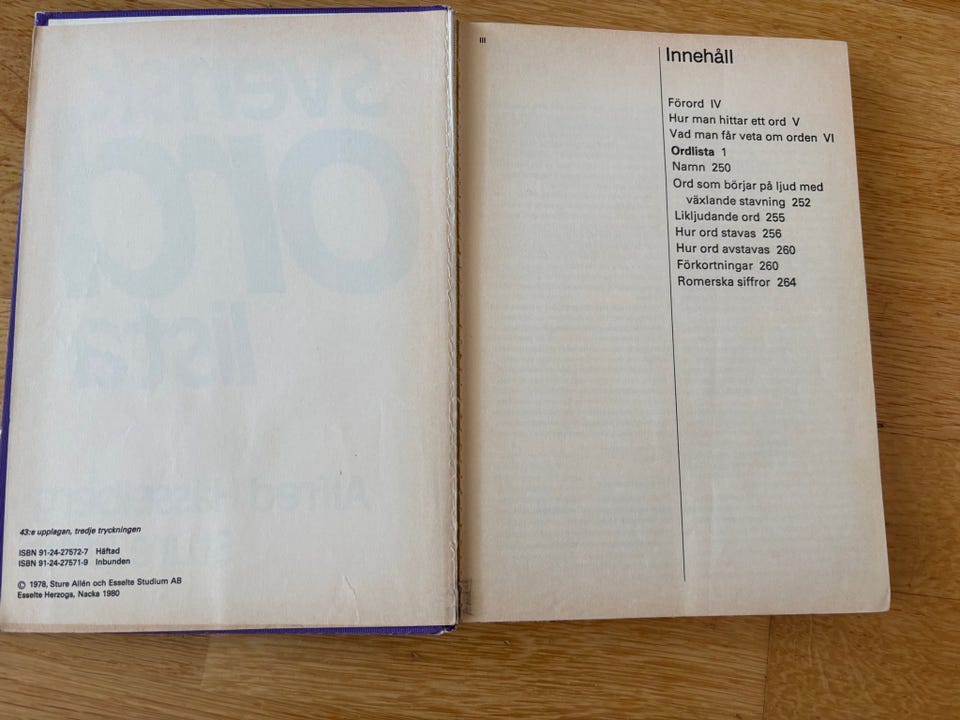 43:e upplagan, tredje tryckningen
ISBN 91-24-27572-7 Häftad
ISBN 91-24-27571-9 Inbunden
© 1978, Sture Allén och Esselte Studium AB
Esselte Herzogs, Nacka 1980
III
Innehåll
Förord IV
Hur man hittar ett ord V
Vad man får veta om orden VI
Ordlista 1
Namn 250
Ord som börjar på ljud med
växlande stavning 252
Likljudande ord 255
Hur ord stavas 256
Hur ord avstavas 260
Förkortningar 260
Romerska siffror 264